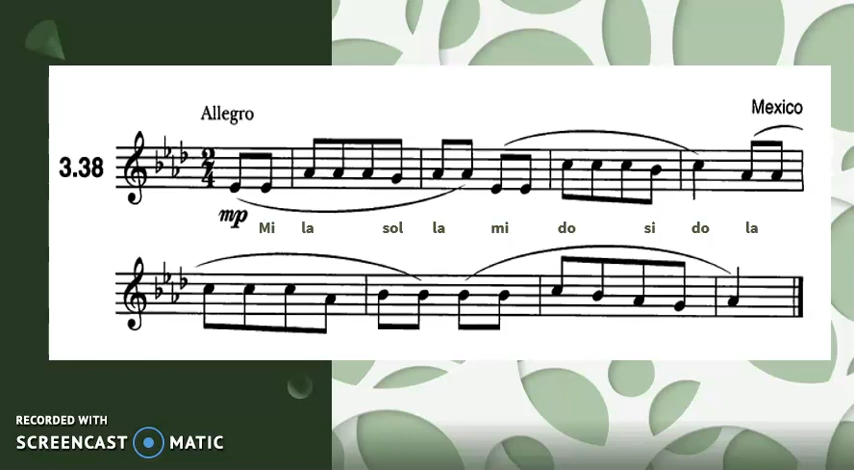 Allegro
Mexico
3.38
2
4
mp
Mi la sol la mi do si do la
RECORDED WITH
SCREENCAST MATIC